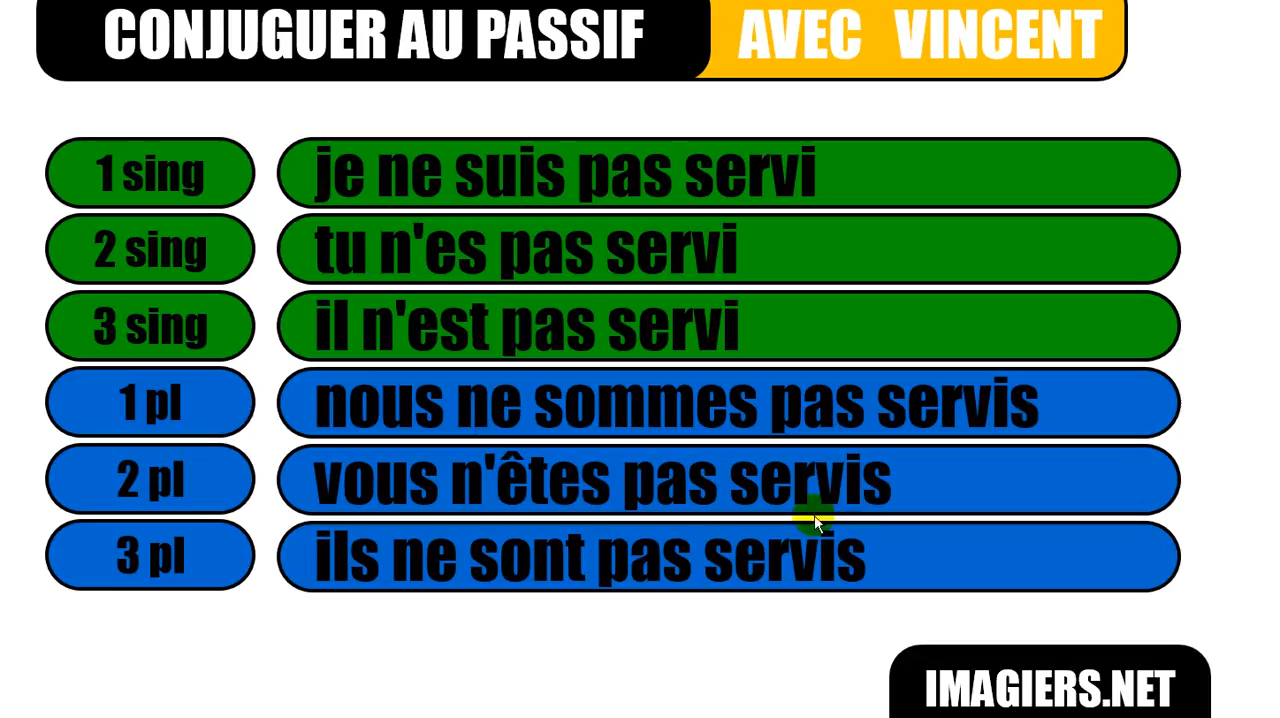 CONJUGUER AU PASSIF AVEC VINCENT
1 sing je ne suis pas servi
2 sing tu n'es pas servi
3 sing il n'est pas servi
1 pl nous ne sommes pas servis
2 pl vous n'êtes pas servis
3 pl ils ne sont pas servis
IMAGIERS.NET